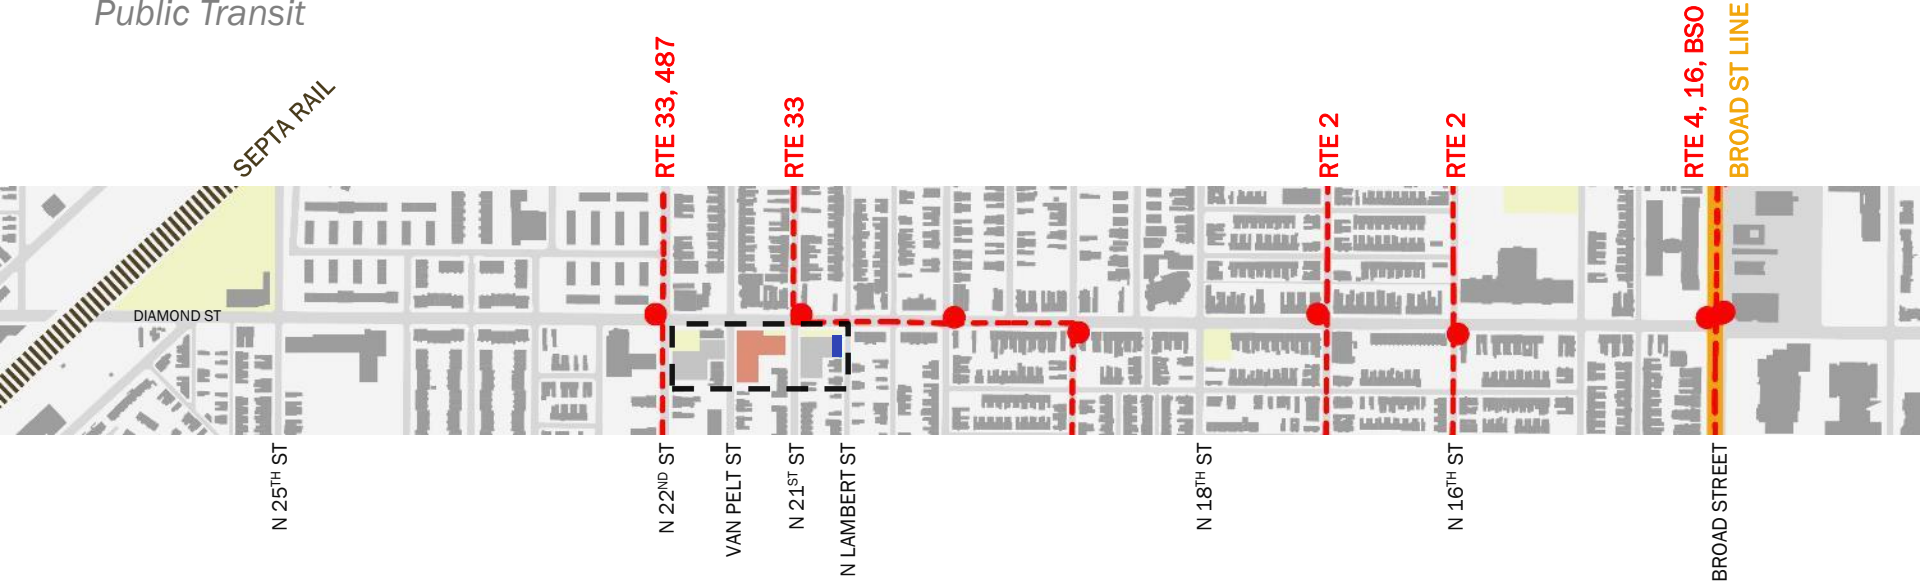 Public Transit
SEPTA RAIL
RTE 33, 487
RTE 33
RTE 2
RTE 2
RTE 4, 16, BSO
BROAD ST LINE
DIAMOND ST
N 25TH ST
N 22ND ST
VAN PELT ST
N 21ST ST
N LAMBERT ST
N 18TH ST
N 16TH ST
BROAD STREET